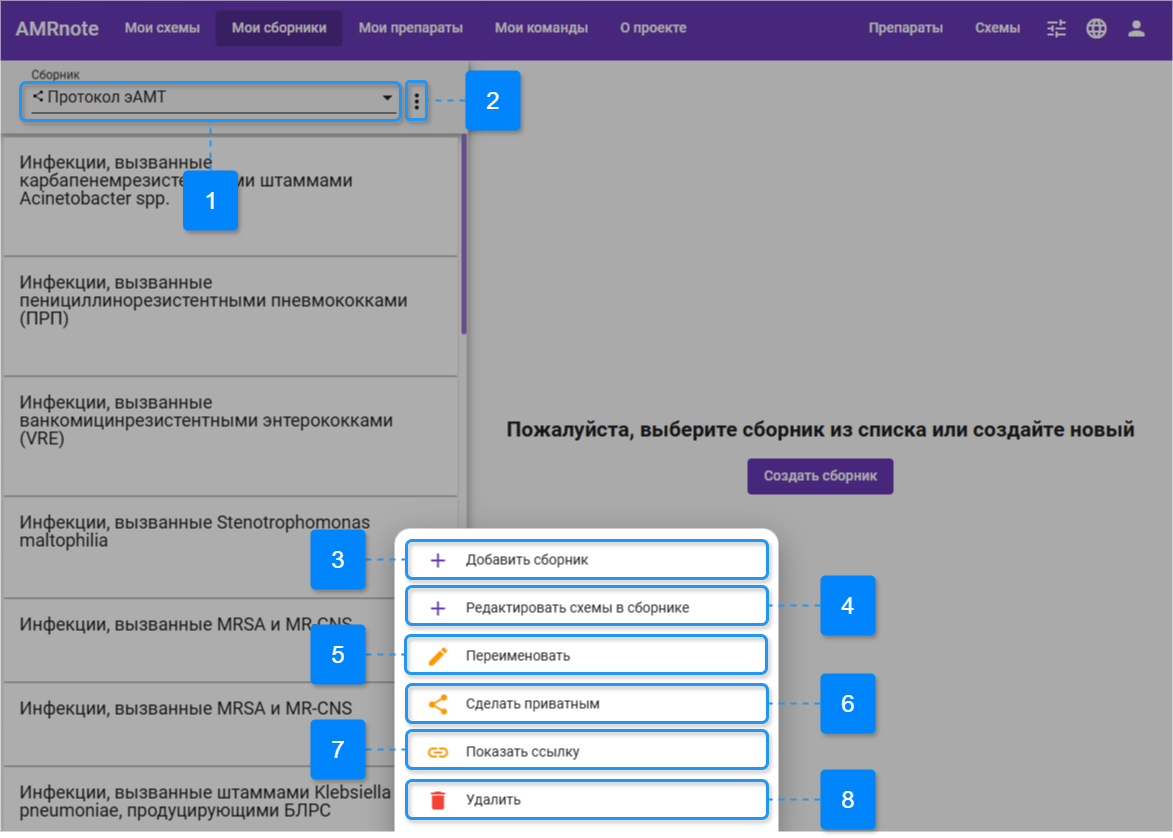 AMRnote Мои схемы Мои сборники Мои препараты Мои команды О проекте Препараты Схемы
Сборник
Протокол эАМТ
2
Инфекции, вызванные
карбапенемрезисте ми штаммами
Acinetobacter spp.
1
Инфекции, вызванные
пенициллинорезистентными пневмококками
(ПРП)
Инфекции, вызванные
ванкомицинрезистентными энтерококками
(VRE)
Пожалуйста, выберите сборник из списка или создайте новый
Создать сборник
Инфекции, вызванные Stenotrophomonas
maltophilia
3
Добавить сборник
Редактировать схемы в сборнике
4
Инфекции, вызванные MRSA и MR-CNS
5
Переименовать
Сделать приватным
6
Инфекции, вызванные MRSA и MR-CNS
7
Показать ссылку
Инфекции, вызванные штаммами Klebsiella
pneumoniae, продуцирующими БЛРС
Удалить
8